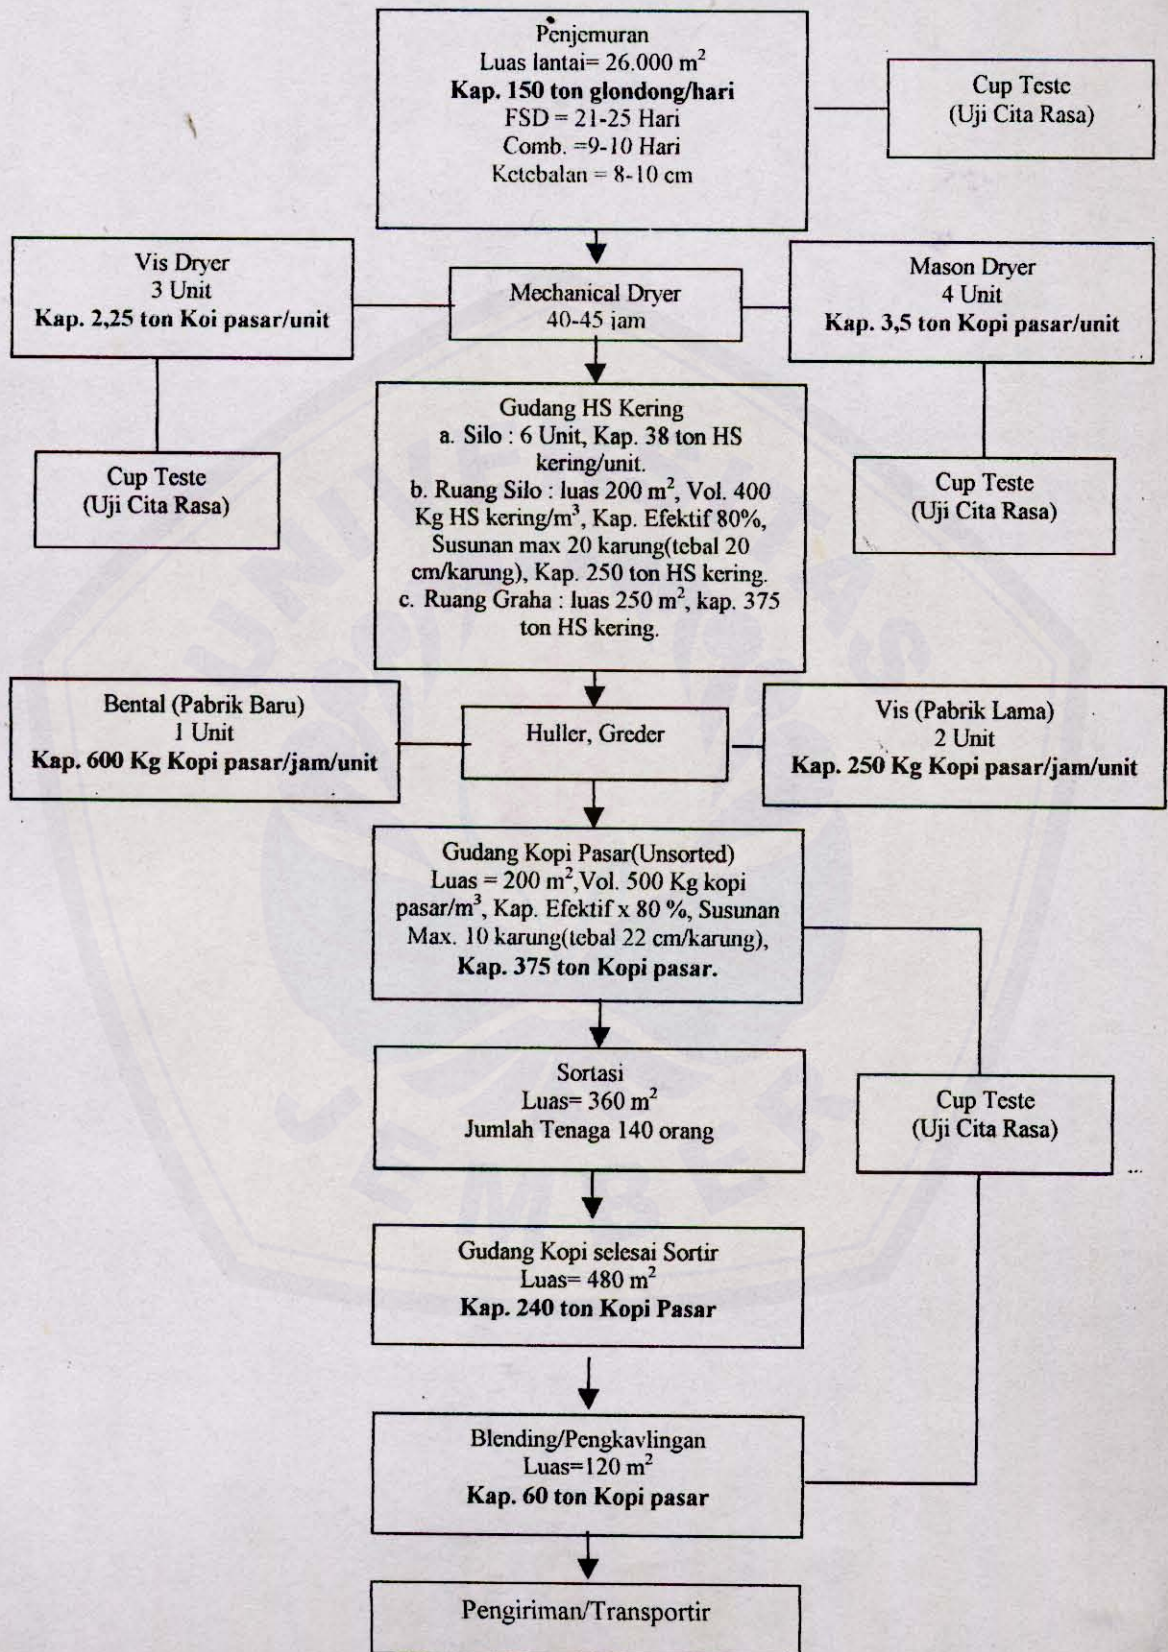 Penjemuran
Luas lantai= 26.000 m²
Kap. 150 ton glondong/hari
FSD = 21-25 Hari
Comb. =9-10 Hari
Ketebalan = 8-10 cm
Cup Teste
(Uji Cita Rasa)
Vis Dryer
3 Unit
Kap. 2,25 ton Koi pasar/unit
Mechanical Dryer
40-45 jam
Mason Dryer
4 Unit
Kap. 3,5 ton Kopi pasar/unit
Cup Teste
(Uji Cita Rasa)
Gudang HS Kering
a. Silo : 6 Unit, Kap. 38 ton HS
kering/unit.
b. Ruang Silo : luas 200 m², Vol. 400
Kg HS kering/m³, Kap. Efektif 80%,
Susunan max 20 karung(tebal 20
cm/karung), Kap. 250 ton HS kering.
c. Ruang Graha : luas 250 m², kap. 375
ton HS kering.
Cup Teste
(Uji Cita Rasa)
Bental (Pabrik Baru)
1 Unit
Kap. 600 Kg Kopi pasar/jam/unit
Huller, Greder
Vis (Pabrik Lama)
2 Unit
Kap. 250 Kg Kopi pasar/jam/unit
Gudang Kopi Pasar(Unsorted)
Luas = 200 m²,Vol. 500 Kg kopi
pasar/m³, Kap. Efektif x 80 %, Susunan
Max. 10 karung(tebal 22 cm/karung),
Kap. 375 ton Kopi pasar.
Sortasi
Luas= 360 m²
Jumlah Tenaga 140 orang
Cup Teste
(Uji Cita Rasa)
Gudang Kopi selesai Sortir
Luas= 480 m²
Kap. 240 ton Kopi Pasar
Blending/Pengkavlingan
Luas=120 m²
Kap. 60 ton Kopi pasar
Pengiriman/Transportir